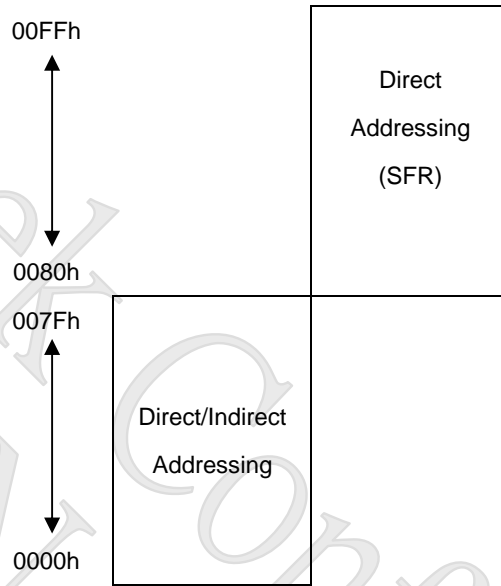 00FFh
Direct
Addressing
(SFR)
0080h
007Fh
Direct/Indirect
Addressing
0000h